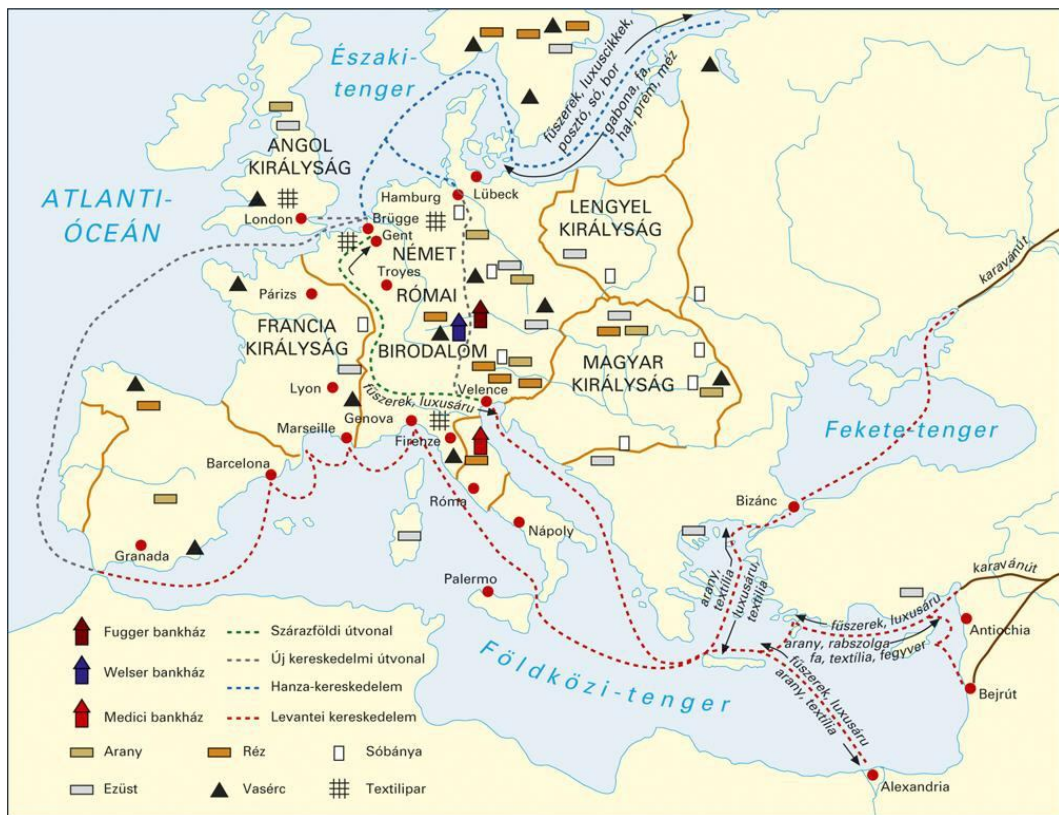 Északi-
tenger
fűszerek, luxuscikkek,
posztó, só, bor
gabona, fa,
hal, prém, méz
ANGOL
KIRÁLYSÁG
ATLANTI-
ÓCEÁN
London
Hamburg
Lübeck
Brügge
Gent
NÉMET
Troyes
RÓMAI
BIRODALOM
LENGYEL
KIRÁLYSÁG
Párizs
FRANCIA
KIRÁLYSÁG
MAGYAR
KIRÁLYSÁG
karavánút
Lyon
Velence
fűszerek, luxusáru
Genova
Marseille
Firenze
Fekete-tenger
Barcelona
Róma
Bizánc
Nápoly
Granada
Palermo
arany,
textília
luxusáru,
textília
karavánút
fűszerek, luxusáru
arany, rabszolga
fa, textília, fegyver
Antiochia
fűszerek, luxusáru
arany, textília
Bejrút
Földközi-tenger
Alexandria
Fugger bankház
Szárazföldi útvonal
Welser bankház
Új kereskedelmi útvonal
Hanza-kereskedelem
Medici bankház
Levantei kereskedelem
Arany
Réz
Sóbánya
Ezüst
Vasérc
Textilipar